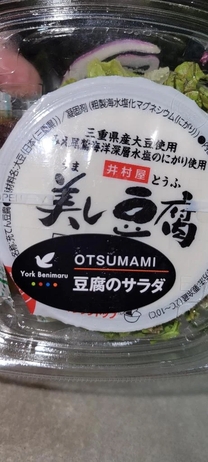 凝固剤(粗製海水塩化マグネシウム(にがり))
三重県産大豆使用
海洋深層水塩のにがり使用
井村屋
とうふ
うま
美し豆腐
York Benimaru
OTSUMAMI
豆腐のサラダ